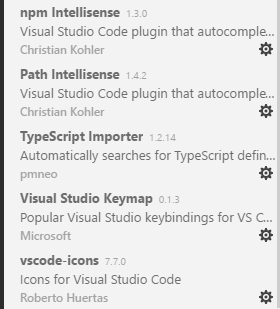 npm Intellisense 1.3.0
Visual Studio Code plugin that autocomple...
Christian Kohler
Path Intellisense 1.4.2
Visual Studio Code plugin that autocomple...
Christian Kohler
TypeScript Importer 1.2.14
Automatically searches for TypeScript defin...
pmneo
Visual Studio Keymap 0.1.3
Popular Visual Studio keybindings for VS C...
Microsoft
vscode-icons 7.7.0
Icons for Visual Studio Code
Roberto Huertas